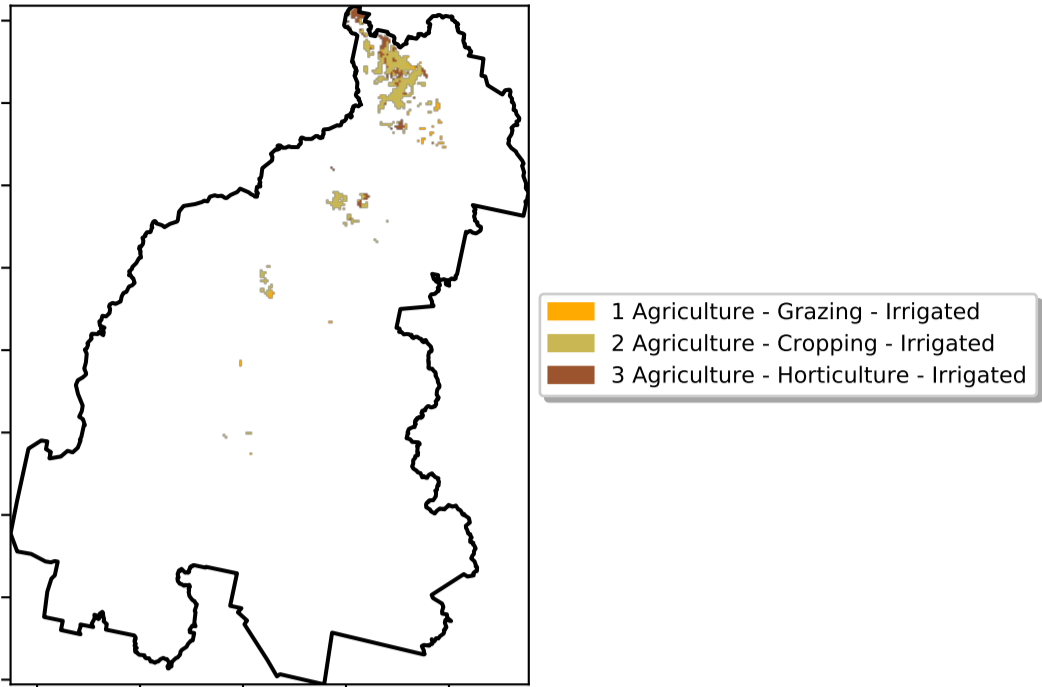 1 Agriculture - Grazing - Irrigated
2 Agriculture - Cropping - Irrigated
3 Agriculture - Horticulture - Irrigated